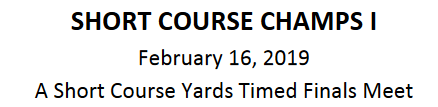 SHORT COURSE CHAMPS I
February 16, 2019
A Short Course Yards Timed Finals Meet